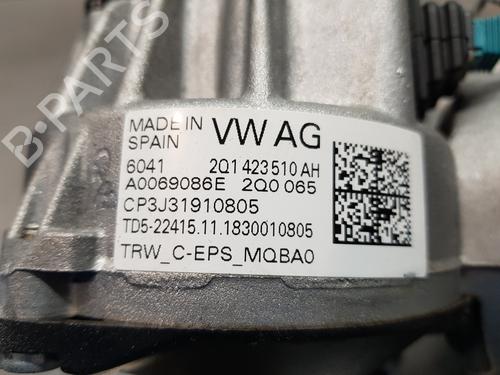 B-PARTS
MADE IN SPAIN VW AG
6041 2Q1 423 510 AH
A0069086E 2Q0 065
CP3J31910805
TD5-22415.11.1830010805
TRW_C-EPS_MQBA0